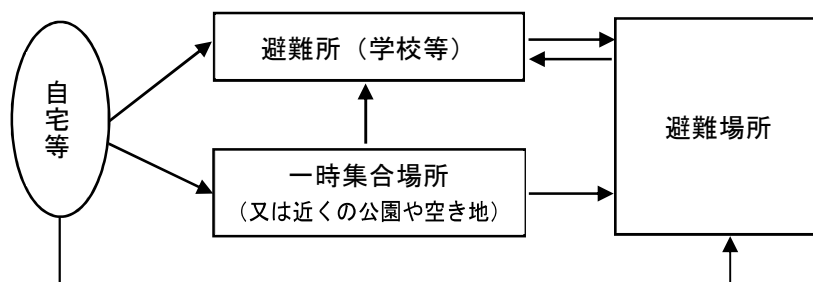 自宅等
避難所（学校等）
一時集合場所
（又は近くの公園や空き地）
避難場所